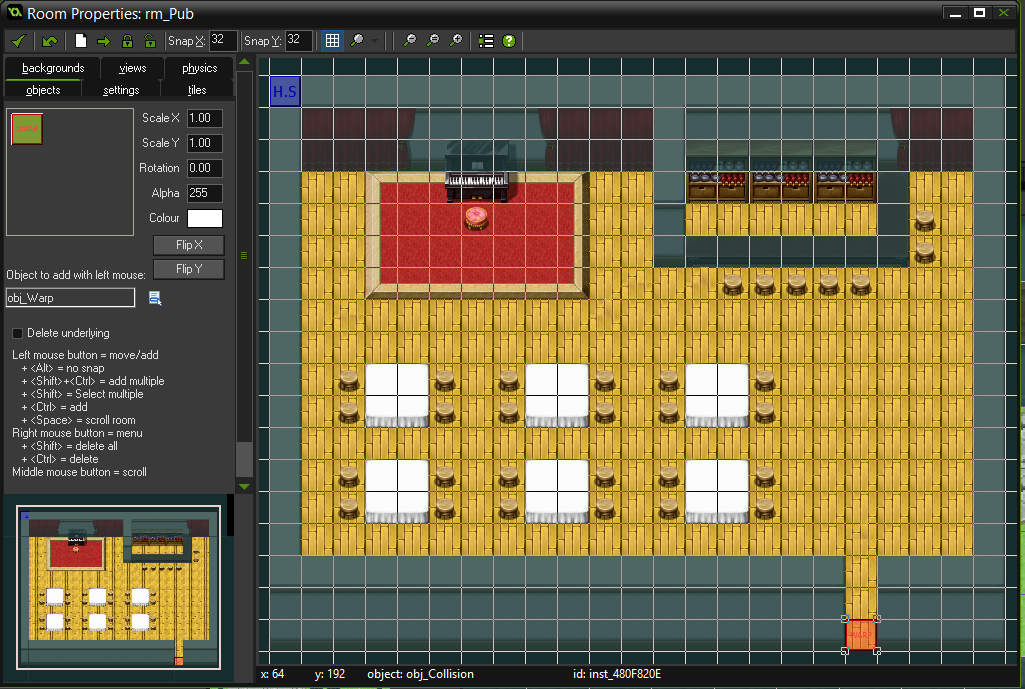 Room Properties: rm_Pub
Snap X: 32 Snap Y: 32
backgrounds views physics
objects settings tiles
WARP
Scale X 1.00
Scale Y 1.00
Rotation 0.00
Alpha 255
Colour
Flip X
Flip Y
Object to add with left mouse:
obj_Warp
Delete underlying
Left mouse button = move/add
+ <Alt> = no snap
+ <Shift>+<Ctrl> = add multiple
+ <Shift> = Select multiple
+ <Ctrl> = add
+ <Space> = scroll room
Right mouse button = menu
+ <Shift> = delete all
+ <Ctrl> = delete
Middle mouse button = scroll
H.S
WARP
x: 64 y: 192 object: obj_Collision id: inst_480F820E